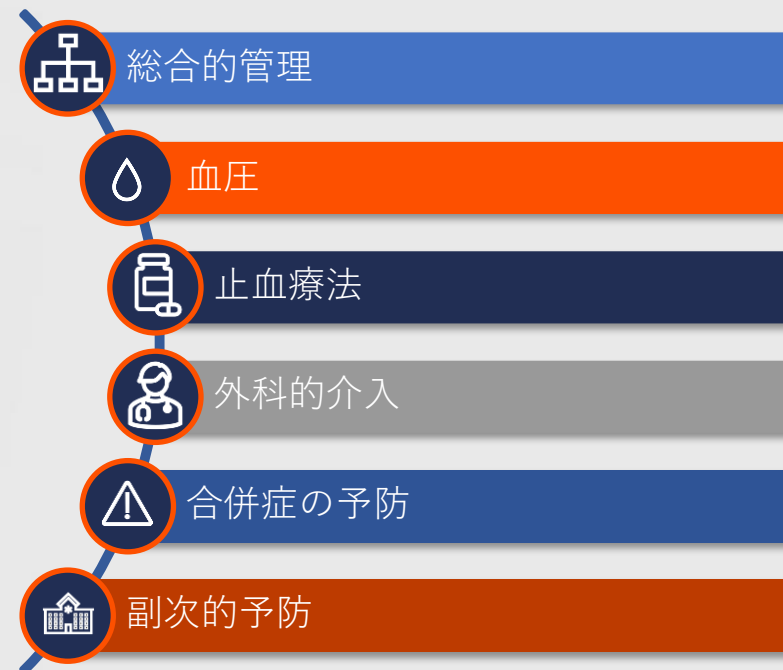 総合的管理
血圧
止血療法
外科的介入
合併症の予防
副次的予防